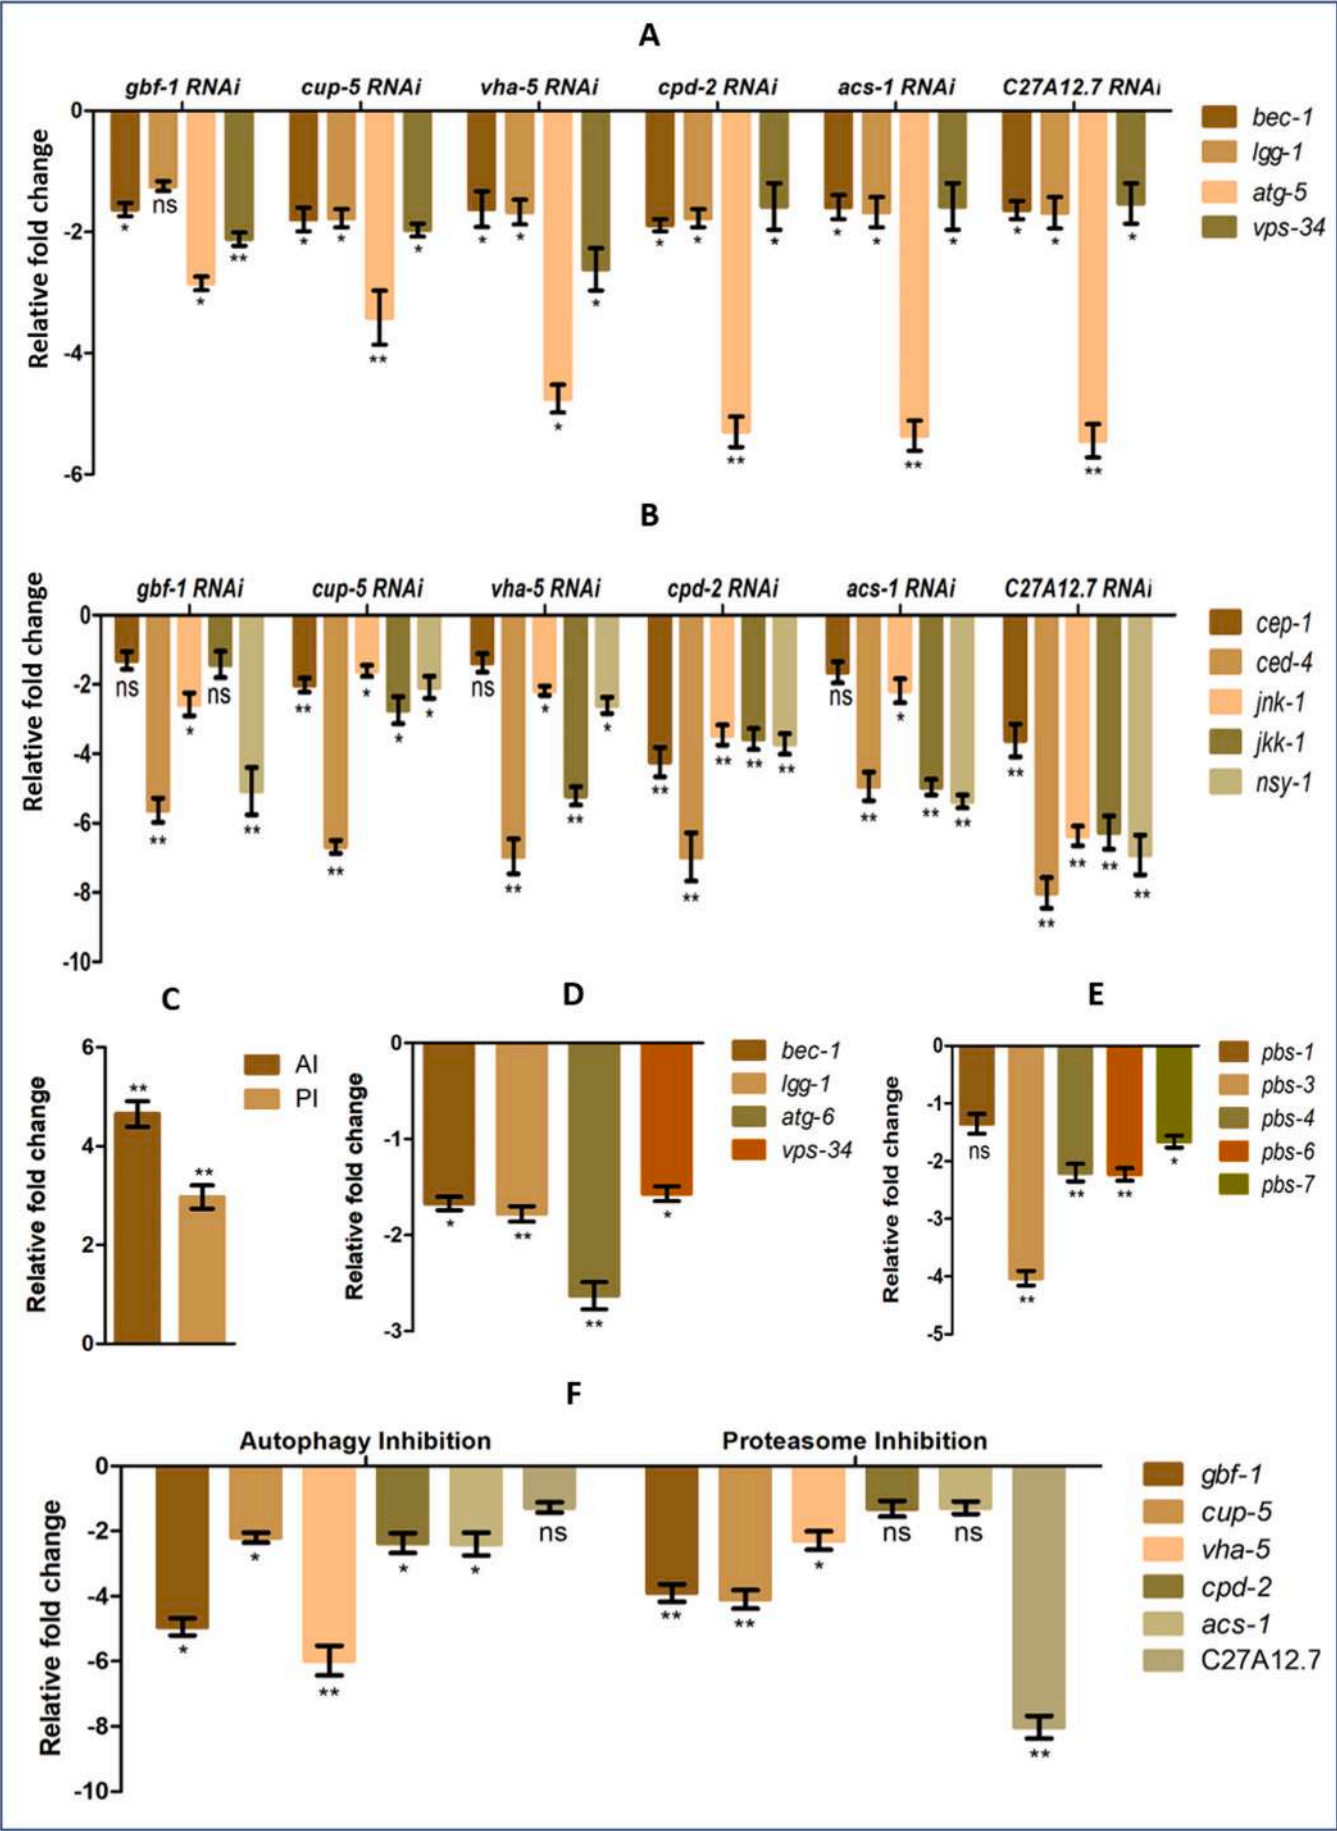 A
gbf-1 RNAi cup-5 RNAi vha-5 RNAi cpd-2 RNAi acs-1 RNAi C27A12.7 RNAi
Relative fold change
0
-2
-4
-6
* ns * **
* * ** *
* * * *
* * ** *
* * ** *
* * ** *
bec-1
lgg-1
atg-5
vps-34
B
gbf-1 RNAi cup-5 RNAi vha-5 RNAi cpd-2 RNAi acs-1 RNAi C27A12.7 RNAi
Relative fold change
0
-2
-4
-6
-8
-10
ns ** * ns **
** ** * * *
ns ** * ** *
** ** ** ** **
ns ** * ** **
** ** ** ** **
cep-1
ced-4
jnk-1
jkk-1
nsy-1
C
Relative fold change
6
4
2
0
** **
AI
PI
D
Relative fold change
0
-1
-2
-3
* ** ** *
bec-1
lgg-1
atg-6
vps-34
E
Relative fold change
0
-1
-2
-3
-4
-5
ns ** ** ** *
pbs-1
pbs-3
pbs-4
pbs-6
pbs-7
F
Autophagy Inhibition Proteasome Inhibition
Relative fold change
0
-2
-4
-6
-8
-10
* * ** * * ns
** ** * ns ns **
gbf-1
cup-5
vha-5
cpd-2
acs-1
C27A12.7